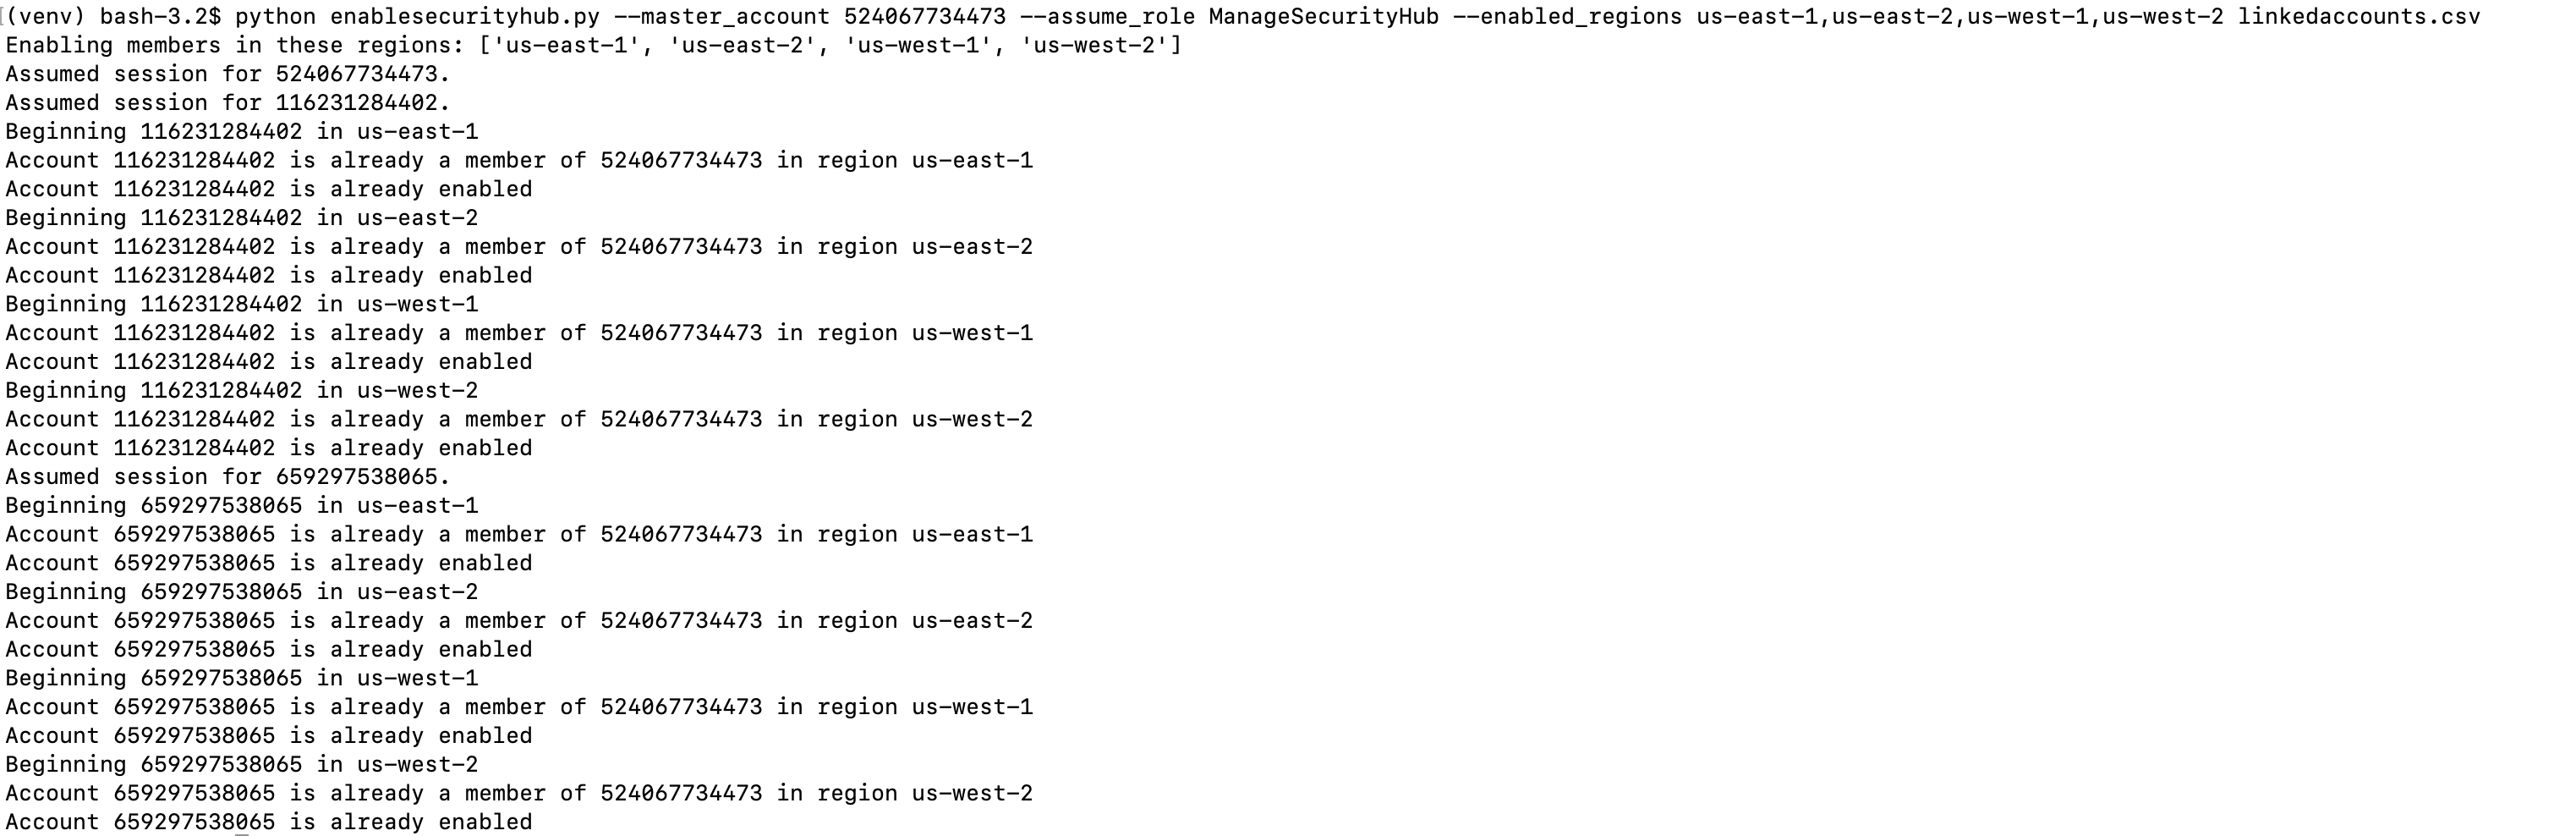 (venv) bash-3.2$ python enablesecurityhub.py --master_account 524067734473 --assume_role ManageSecurityHub --enabled_regions us-east-1,us-east-2,us-west-1,us-west-2 linkedaccounts.csv
Enabling members in these regions: ['us-east-1', 'us-east-2', 'us-west-1', 'us-west-2']
Assumed session for 524067734473.
Assumed session for 116231284402.
Beginning 116231284402 in us-east-1
Account 116231284402 is already a member of 524067734473 in region us-east-1
Account 116231284402 is already enabled
Beginning 116231284402 in us-east-2
Account 116231284402 is already a member of 524067734473 in region us-east-2
Account 116231284402 is already enabled
Beginning 116231284402 in us-west-1
Account 116231284402 is already a member of 524067734473 in region us-west-1
Account 116231284402 is already enabled
Beginning 116231284402 in us-west-2
Account 116231284402 is already a member of 524067734473 in region us-west-2
Account 116231284402 is already enabled
Assumed session for 659297538065.
Beginning 659297538065 in us-east-1
Account 659297538065 is already a member of 524067734473 in region us-east-1
Account 659297538065 is already enabled
Beginning 659297538065 in us-east-2
Account 659297538065 is already a member of 524067734473 in region us-east-2
Account 659297538065 is already enabled
Beginning 659297538065 in us-west-1
Account 659297538065 is already a member of 524067734473 in region us-west-1
Account 659297538065 is already enabled
Beginning 659297538065 in us-west-2
Account 659297538065 is already a member of 524067734473 in region us-west-2
Account 659297538065 is already enabled